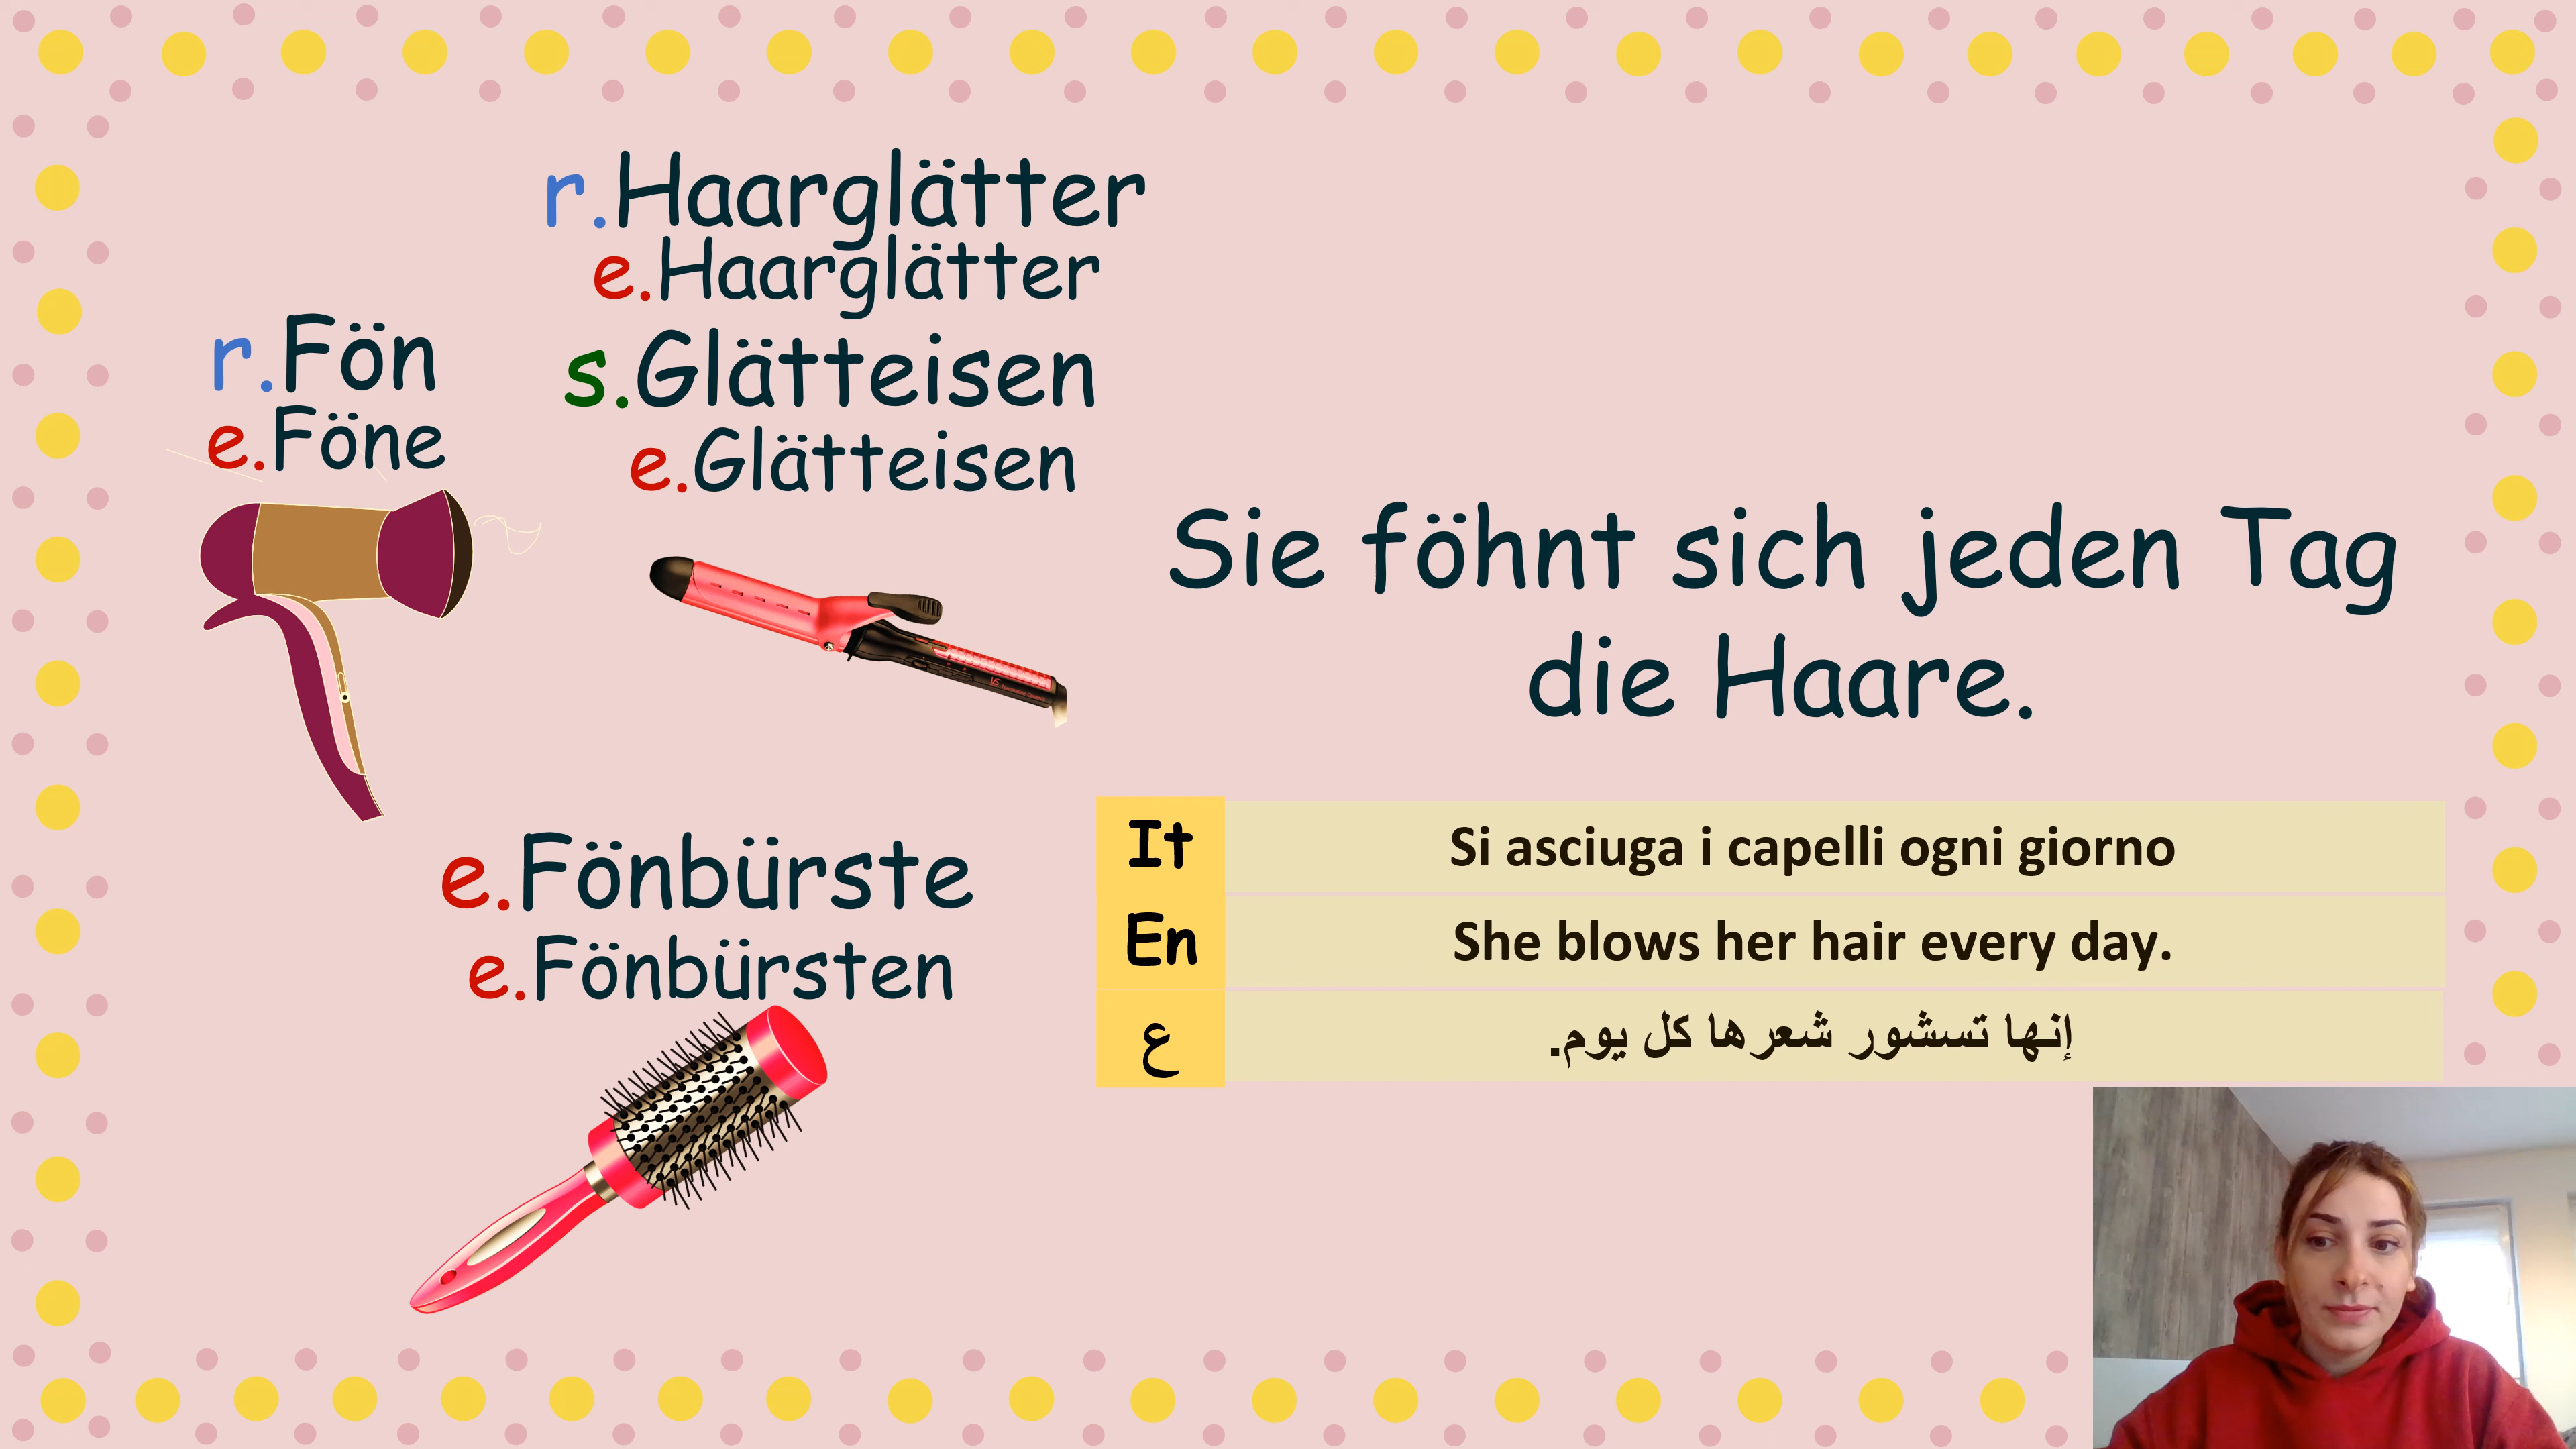 r.Haarglätter
e.Haarglätter
s.Glätteisen
e.Glätteisen
r.Fön
e.Föne
Sie föhnt sich jeden Tag
die Haare.
It Si asciuga i capelli ogni giorno
En She blows her hair every day.
ع إنها تسشور شعرها كل يوم.
e.Fönbürste
e.Fönbürsten